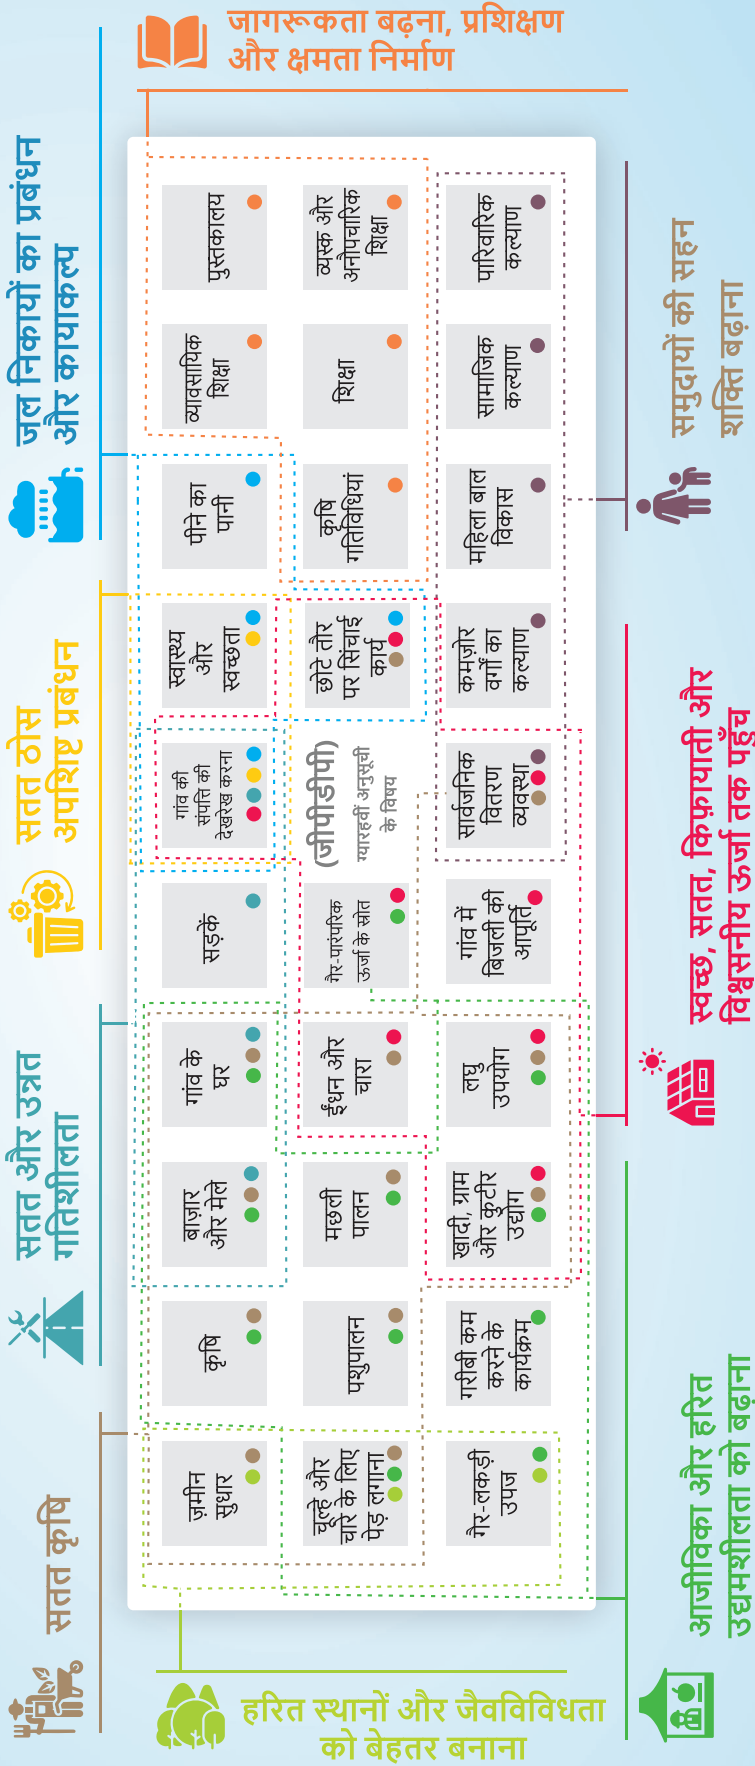 जागरूकता बढ़ना, प्रशिक्षण
और क्षमता निर्माण
जल निकायों का प्रबंधन
और कायाकल्प
सतत ठोस
अपशिष्ट प्रबंधन
सतत और उन्नत
गतिशीलता
सतत कृषि
पुस्तकालय
व्यस्क और
अनौपचारिक
शिक्षा
पारिवारिक
कल्याण
व्यावसायिक
शिक्षा
शिक्षा
सामाजिक
कल्याण
पीने का
पानी
कृषि
गतिविधियां
महिला बाल
विकास
स्वास्थ्य
और
स्वच्छता
छोटे तौर
पर सिंचाई
कार्य
कमज़ोर
वर्गों का
कल्याण
गांव की
संपत्ति की
देखरेख करना
(जीपीडीपी)
ग्यारहवीं अनुसूची
के विषय
सार्वजनिक
वितरण
व्यवस्था
सड़कें
गैर-पारंपरिक
ऊर्जा के स्रोत
गांव में
बिजली की
आपूर्ति
गांव के
घर
ईंधन और
चारा
लघु
उपयोग
बाज़ार
और मेले
मछली
पालन
खादी, ग्राम
और कुटीर
उद्योग
कृषि
पशुपालन
गरीबी कम
करने के
कार्यक्रम
ज़मीन
सुधार
चूल्हे और
चारे के लिए
पेड़ लगाना
गैर-लकड़ी
उपज
समुदायों की सहन
शक्ति बढ़ाना
स्वच्छ, सतत, किफ़ायाती और
विश्वसनीय ऊर्जा तक पहुँच
आजीविका और हरित
उद्यमशीलता को बढ़ाना
हरित स्थानों और जैवविविधता
को बेहतर बनाना